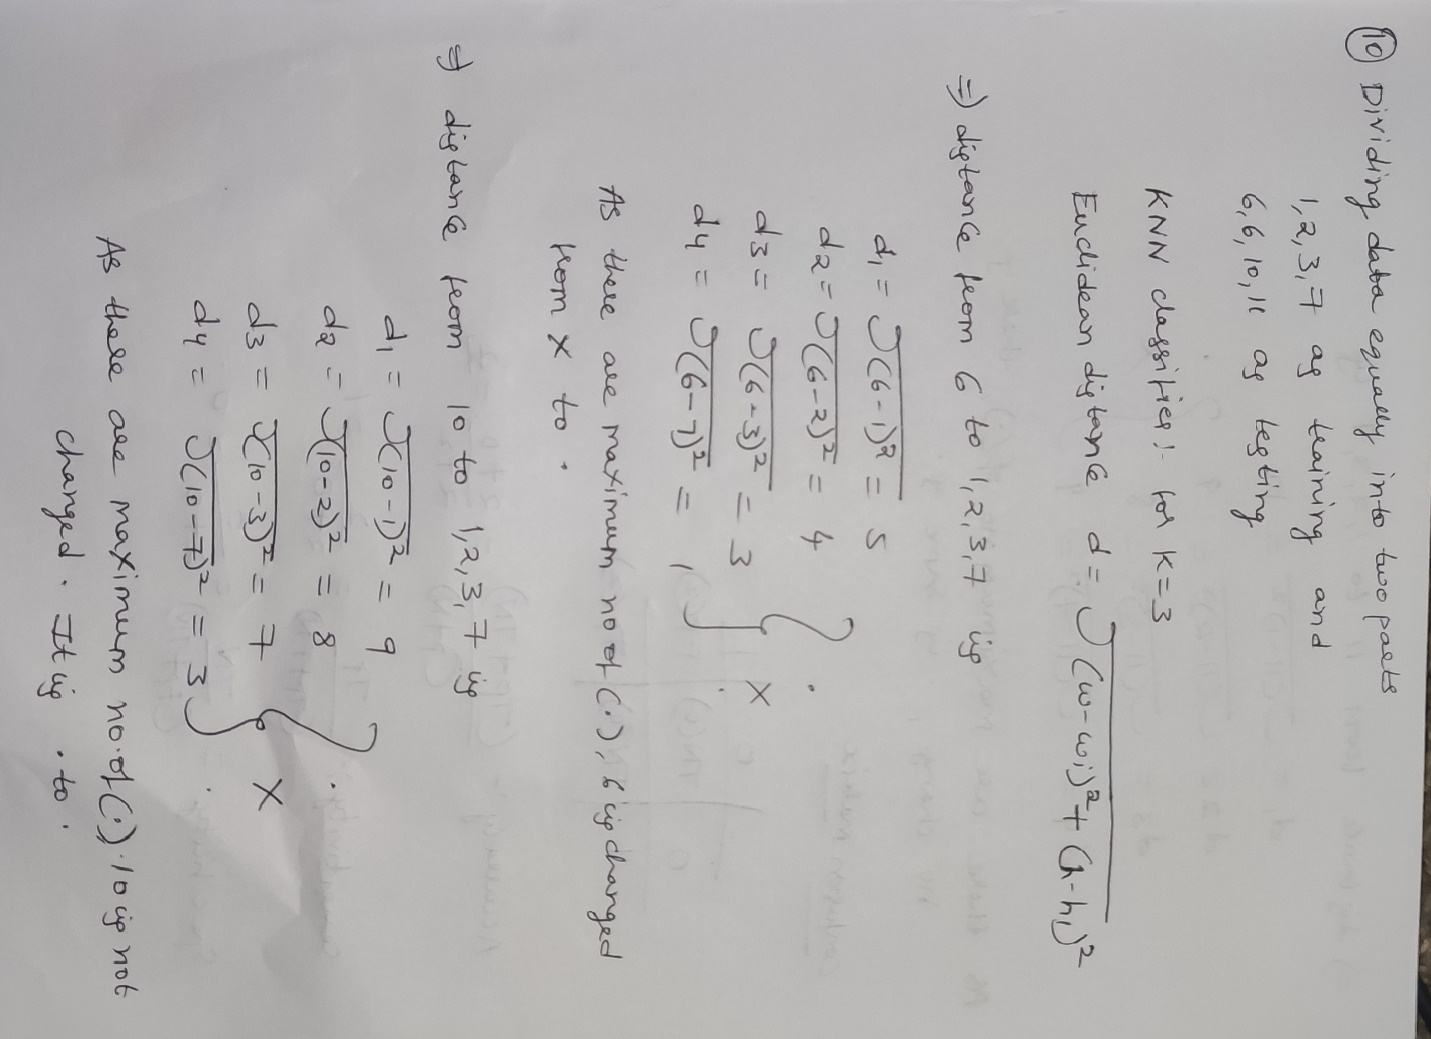 10 Dividing data equally into two parts
1, 2, 3, 7 as training and
6, 6, 10, 11 as testing
KNN classifier: for K=3
Euclidean distance d = √(w-wi)² + (h-h1)²
⇒ distance from 6 to 1, 2, 3, 7 is
d1 = √(6-1)² = 5
d2 = √(6-2)² = 4 .
d3 = √(6-3)² = 3 x
d4 = √(6-7)² = 1 .
As there are maximum no of (.), 6 is changed
from x to .
⇒ distance from 10 to 1, 2, 3, 7 is
d1 = √(10-1)² = 9
d2 = √(10-2)² = 8 .
d3 = √(10-3)² = 7 x
d4 = √(10-7)² = 3 .
As there are maximum no.of (.). 10 is not
changed. It is . to .